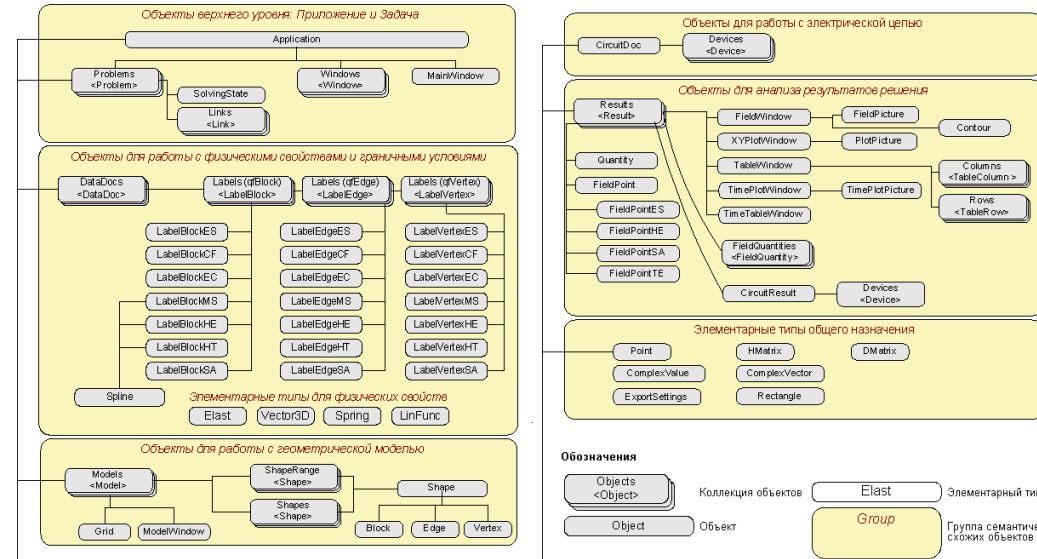 Объекты верхнего уровня: Приложение и Задача
Application
Problems
<Problem>
Windows
<Window>
MainWindow
SolvingState
Links
<Link>
Объекты для работы с физическими свойствами и граничными условиями
DataDocs
<DataDoc>
Labels (qfBlock)
<LabelBlock>
Labels (qfEdge)
<LabelEdge>
Labels (qfVertex)
<LabelVertex>
LabelBlockES
LabelEdgeES
LabelVertexES
LabelBlockCF
LabelEdgeCF
LabelVertexCF
LabelBlockEC
LabelEdgeEC
LabelVertexEC
LabelBlockMS
LabelEdgeMS
LabelVertexMS
LabelBlockHE
LabelEdgeHE
LabelVertexHE
LabelBlockHT
LabelEdgeHT
LabelVertexHT
LabelBlockSA
LabelEdgeSA
LabelVertexSA
Spline
Элементарные типы для физических свойств
Elast
Vector3D
Spring
LinFunc
Объекты для работы с геометрической моделью
Models
<Model>
ShapeRange
<Shape>
Shapes
<Shape>
Shape
Grid
ModelWindow
Block
Edge
Vertex
Объекты для работы с электрической цепью
CircuitDoc
Devices
<Device>
Объекты для анализа результатов решения
Results
<Result>
FieldWindow
FieldPicture
Contour
XYPlotWindow
PlotPicture
Quantity
TableWindow
Columns
<TableColumn >
FieldPoint
TimePlotWindow
TimePlotPicture
Rows
<TableRow>
FieldPointES
TimeTableWindow
FieldPointHE
FieldPointSA
FieldQuantities
<FieldQuantity>
FieldPointTE
CircuitResult
Devices
<Device>
Элементарные типы общего назначения
Point
HMatrix
DMatrix
ComplexValue
ComplexVector
ExportSettings
Rectangle
Обозначения
Objects
<Object>
Коллекция объектов
Elast
Элементарный ти
Object
Объект
Group
Группа семантиче
схожих объектов